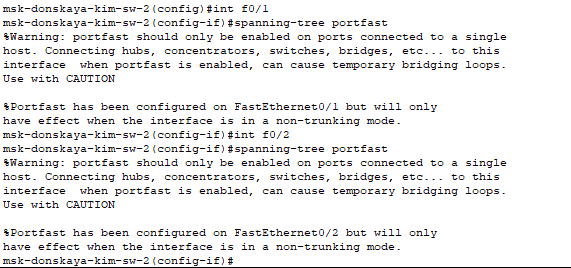 msk-donskaya-kim-sw-2(config)#int f0/1
msk-donskaya-kim-sw-2(config-if)#spanning-tree portfast
%Warning: portfast should only be enabled on ports connected to a single
host. Connecting hubs, concentrators, switches, bridges, etc... to this
interface  when portfast is enabled, can cause temporary bridging loops.
Use with CAUTION

%Portfast has been configured on FastEthernet0/1 but will only
have effect when the interface is in a non-trunking mode.
msk-donskaya-kim-sw-2(config-if)#int f0/2
msk-donskaya-kim-sw-2(config-if)#spanning-tree portfast
%Warning: portfast should only be enabled on ports connected to a single
host. Connecting hubs, concentrators, switches, bridges, etc... to this
interface  when portfast is enabled, can cause temporary bridging loops.
Use with CAUTION

%Portfast has been configured on FastEthernet0/2 but will only
have effect when the interface is in a non-trunking mode.
msk-donskaya-kim-sw-2(config-if)#